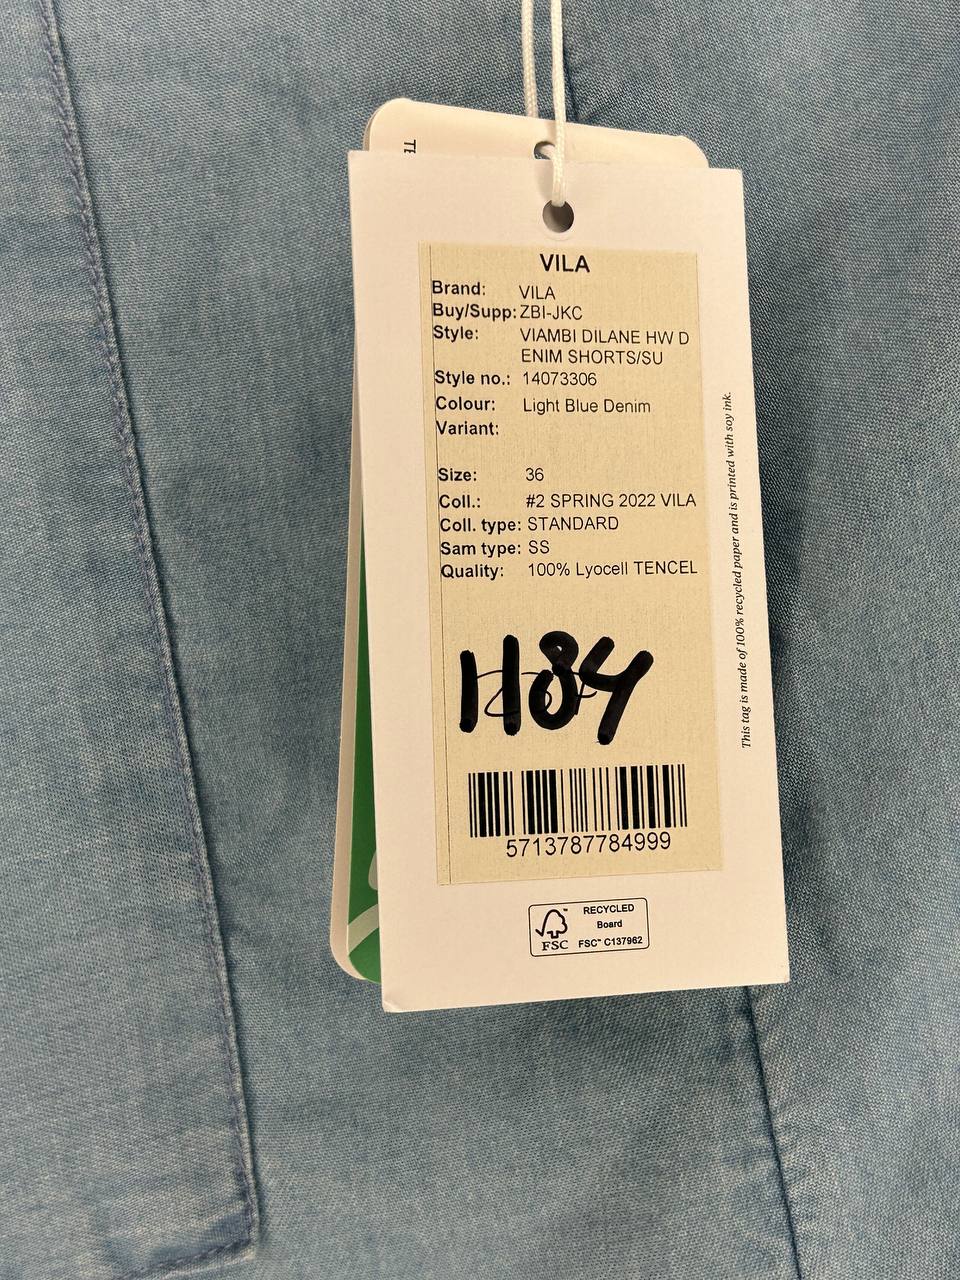 TE
VILA
Brand: VILA
Buy/Supp: ZBI-JKC
Style: VIAMBI DILANE HW D
ENIM SHORTS/SU
Style no.: 14073306
Colour: Light Blue Denim
Variant:
Size: 36
Coll.: #2 SPRING 2022 VILA
Coll. type: STANDARD
Sam type: SS
Quality: 100% Lyocell TENCEL
1184
5713787784999
FSC™
RECYCLED
Board
FSC™ C137962
This tag is made of 100% recycled paper and is printed with soy ink.